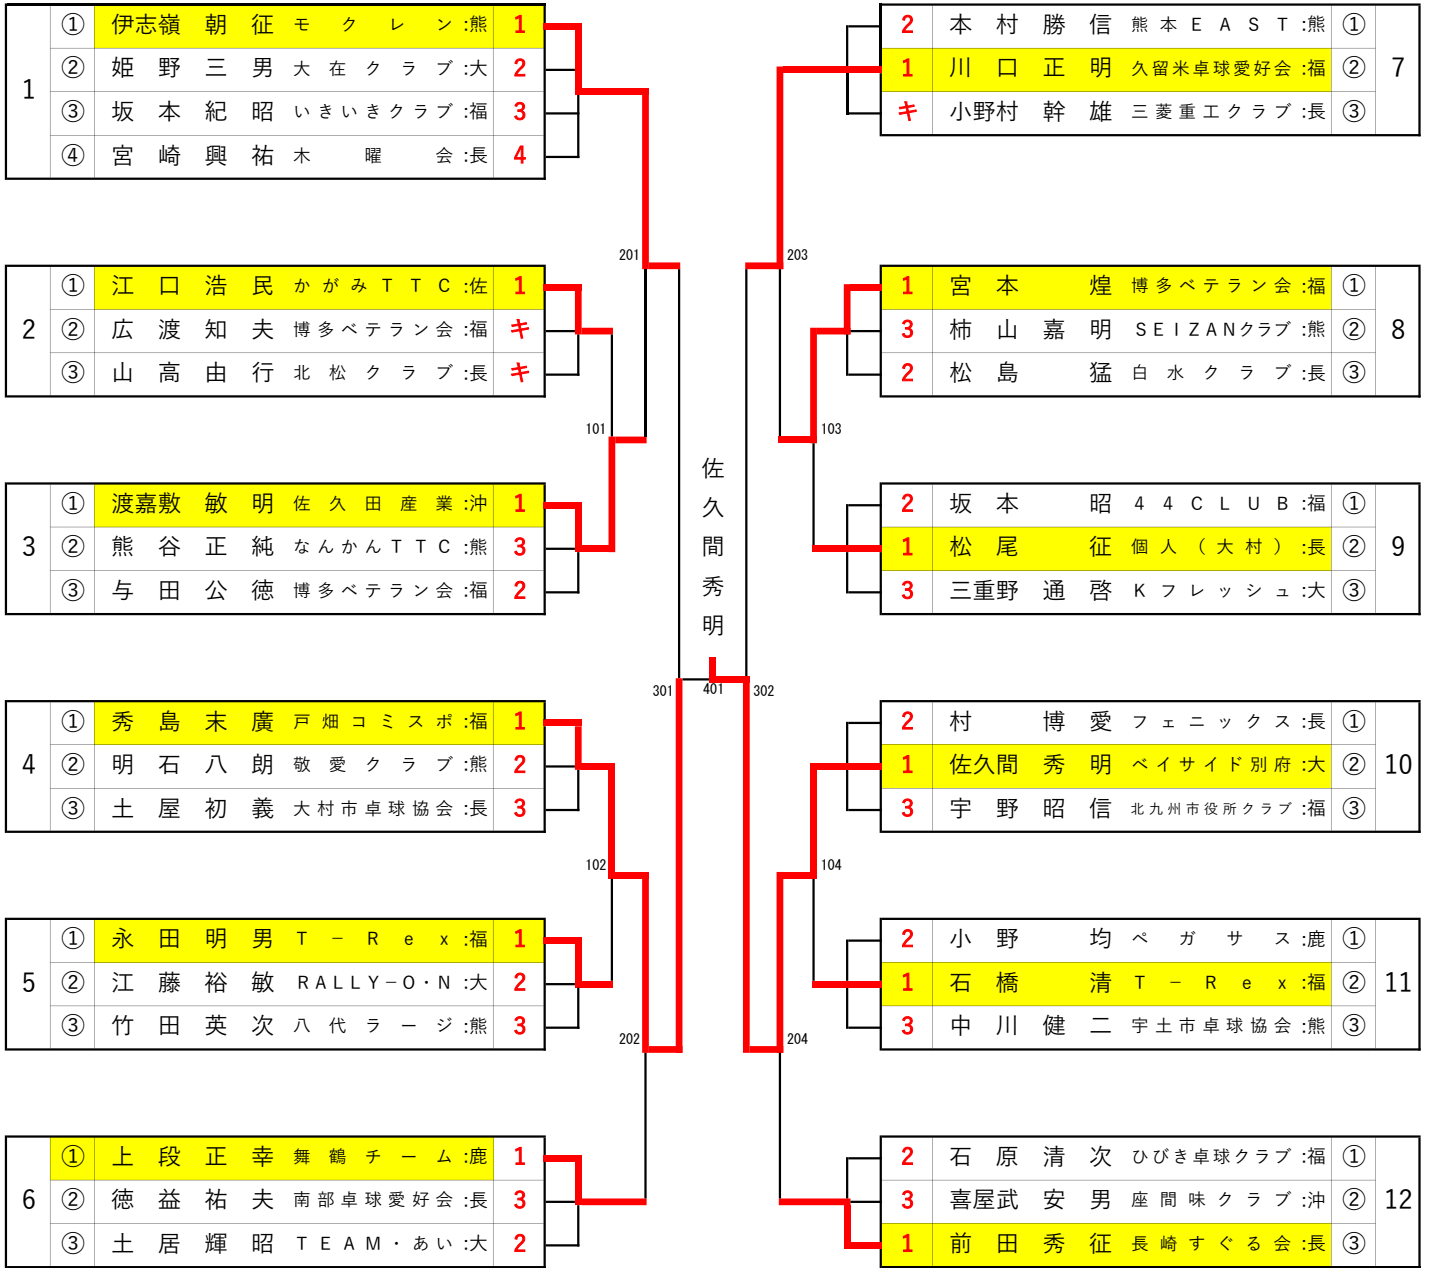 1
① 伊志嶺 朝 征 モクレン :熊 1
② 姫野三男 大在クラブ :大 2
③ 坂本紀昭 いきいきクラブ :福 3
④ 宮崎興祐 木曜会 :長 4
2
① 江口浩民 かがみTTC :佐 1
② 広渡知夫 博多ベテラン会 :福 キ
③ 山高由行 北松クラブ :長 キ
3
① 渡嘉敷 敏 明 佐久田産業 :沖 1
② 熊谷正純 なんかんTTC :熊 3
③ 与田公徳 博多ベテラン会 :福 2
4
① 秀島末廣 戸畑コミスポ :福 1
② 明石八朗 敬愛クラブ :熊 2
③ 土屋初義 大村市卓球協会 :長 3
5
① 永田明男 T−Rex :福 1
② 江藤裕敏 RALLY−O・N :大 2
③ 竹田英次 八代ラージ :熊 3
6
① 上段正幸 舞鶴チーム :鹿 1
② 徳益祐夫 南部卓球愛好会 :長 3
③ 土居輝昭 TEAM・あい :大 2
201
101
301
102
202
佐久間秀明
401
203
103
302
104
204
2 本村勝信 熊本EAST :熊 ①
1 川口正明 久留米卓球愛好会 :福 ②
キ 小野村 幹 雄 三菱重工クラブ :長 ③
7
1 宮本 煌 博多ベテラン会 :福 ①
3 柿山嘉明 SEIZANクラブ :熊 ②
2 松島 猛 白水クラブ :長 ③
8
2 坂本 昭 44CLUB :福 ①
1 松尾 征 個人(大村) :長 ②
3 三重野 通 啓 Kフレッシュ :大 ③
9
2 村 博愛 フェニックス :長 ①
1 佐久間 秀 明 ベイサイド別府 :大 ②
3 宇野昭信 北九州市役所クラブ :福 ③
10
2 小野 均 ペガサス :鹿 ①
1 石橋 清 T−Rex :福 ②
3 中川健二 宇土市卓球協会 :熊 ③
11
2 石原清次 ひびき卓球クラブ :福 ①
3 喜屋武 安 男 座間味クラブ :沖 ②
1 前田秀征 長崎すぐる会 :長 ③
12